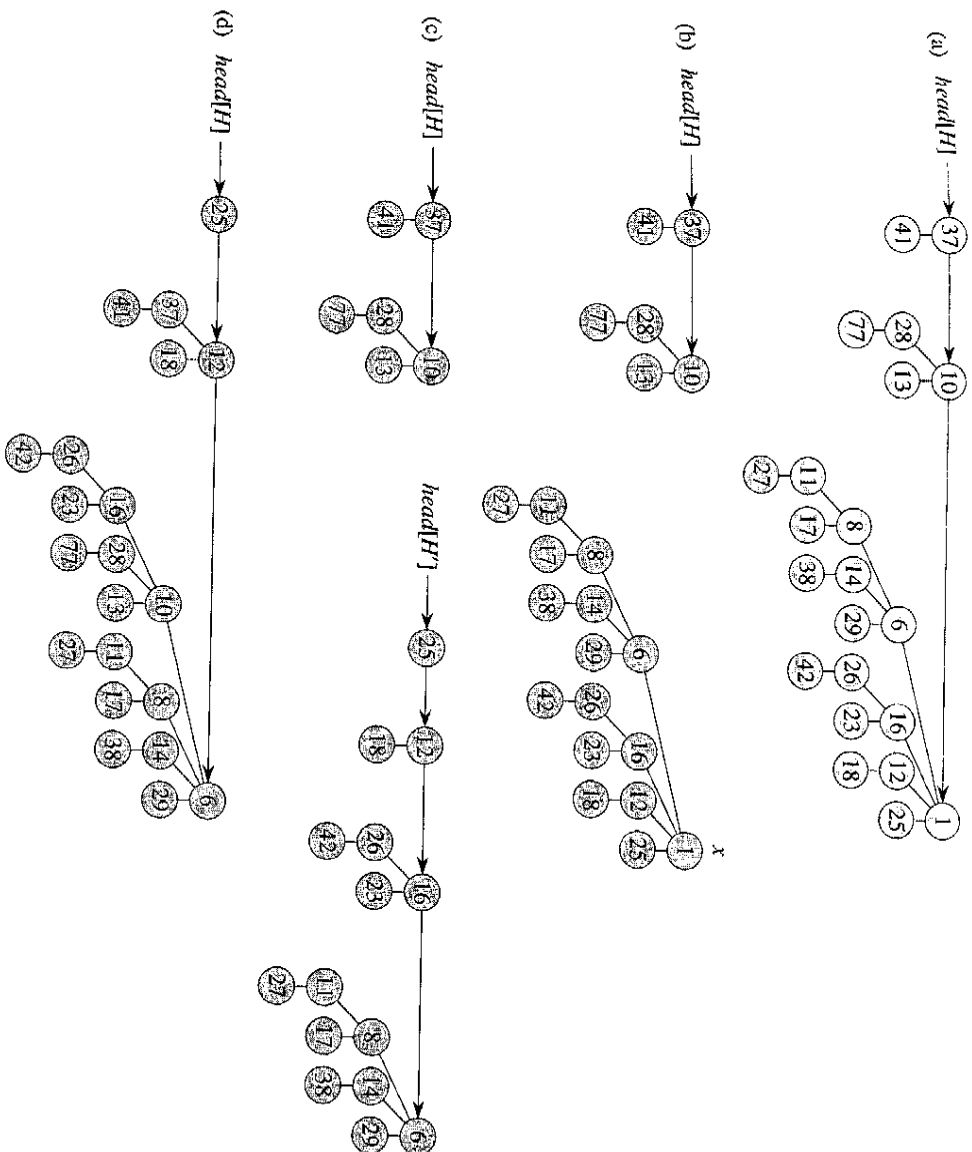 (a) head[H] 37 10 1
41 28 13 6 16 12 25
77 8 14 29 26 23 18
11 17 38 42
27
x
(b) head[H] 37 10 1
41 28 13 6 16 12 25
77 8 14 29 26 23 18
11 17 38 42
27
(c) head[H] 37 10 head[H'] 25 12 16 6
41 28 13 18 26 23 8 14 29
77 42 11 17 38
27
(d) head[H] 25 12 6
37 18 10 8 14 29
41 16 28 13 11 17 38
26 23 77 27
42